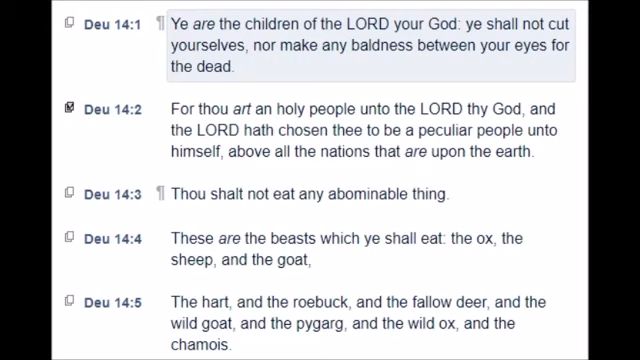 Deu 14:1 ¶ Ye are the children of the LORD your God: ye shall not cut
yourselves, nor make any baldness between your eyes for
the dead.
Deu 14:2 For thou art an holy people unto the LORD thy God, and
the LORD hath chosen thee to be a peculiar people unto
himself, above all the nations that are upon the earth.
Deu 14:3 ¶ Thou shalt not eat any abominable thing.
Deu 14:4 These are the beasts which ye shall eat: the ox, the
sheep, and the goat,
Deu 14:5 The hart, and the roebuck, and the fallow deer, and the
wild goat, and the pygarg, and the wild ox, and the
chamois.